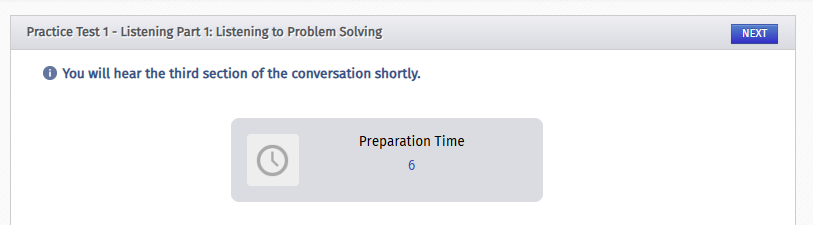 Practice Test 1 - Listening Part 1: Listening to Problem Solving
NEXT
You will hear the third section of the conversation shortly.
Preparation Time
6